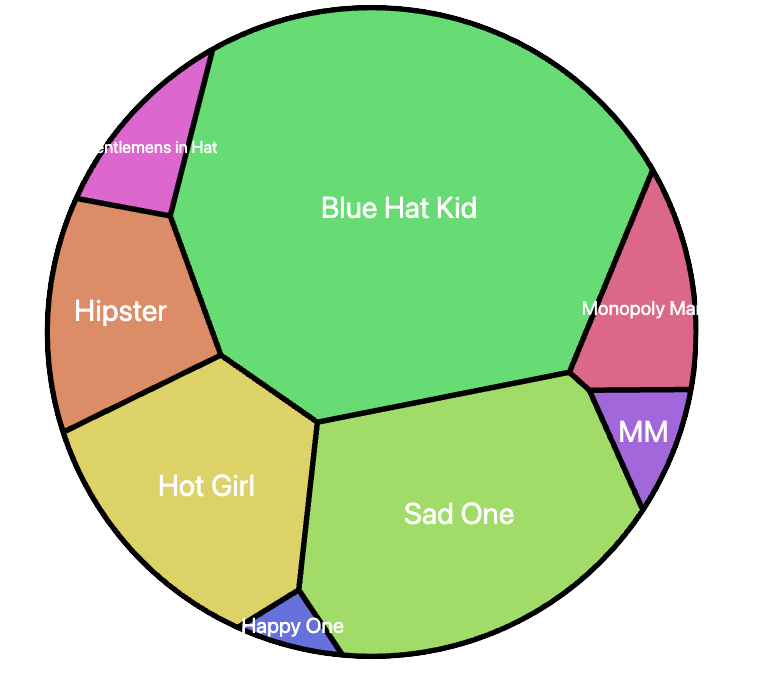 entlemens in Hat
Blue Hat Kid
Hipster
Monopoly Ma
MM
Hot Girl
Sad One
Happy One